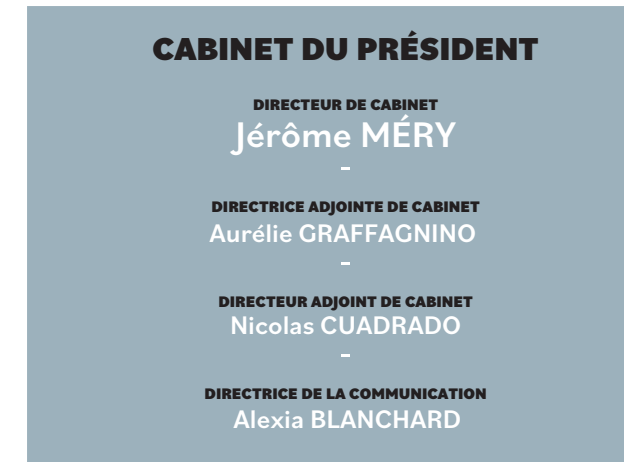 CABINET DU PRÉSIDENT
DIRECTEUR DE CABINET
Jérôme MÉRY
-
DIRECTRICE ADJOINTE DE CABINET
Aurélie GRAFFAGNINO
-
DIRECTEUR ADJOINT DE CABINET
Nicolas CUADRADO
-
DIRECTRICE DE LA COMMUNICATION
Alexia BLANCHARD